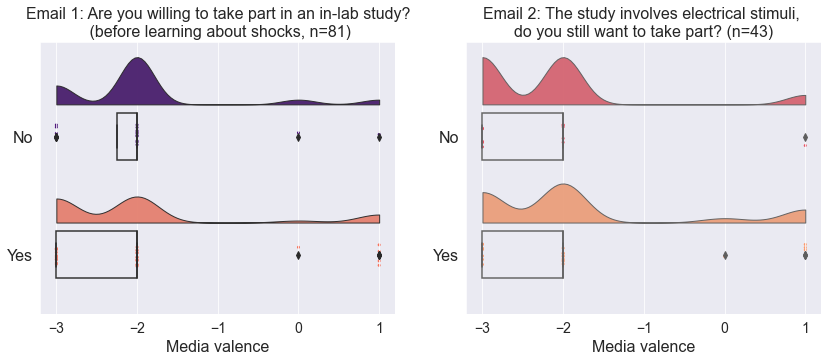 Email 1: Are you willing to take part in an in-lab study?
(before learning about shocks, n=81)
No
Yes
−3 −2 −1 0 1
Media valence
Email 2: The study involves electrical stimuli,
do you still want to take part? (n=43)
No
Yes
−3 −2 −1 0 1
Media valence